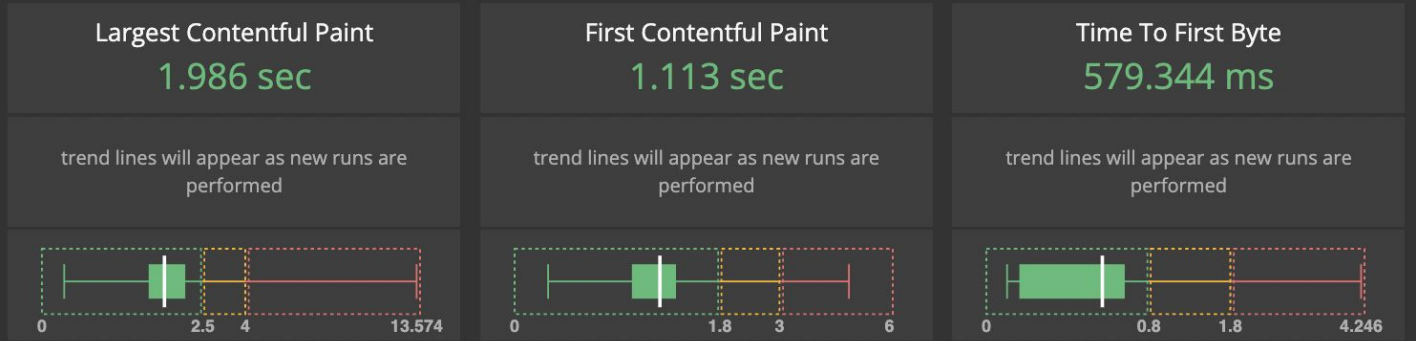 Largest Contentful Paint
1.986 sec
trend lines will appear as new runs are
performed
0 2.5 4 13.574
First Contentful Paint
1.113 sec
trend lines will appear as new runs are
performed
0 1.8 3 6
Time To First Byte
579.344 ms
trend lines will appear as new runs are
performed
0 0.8 1.8 4.246